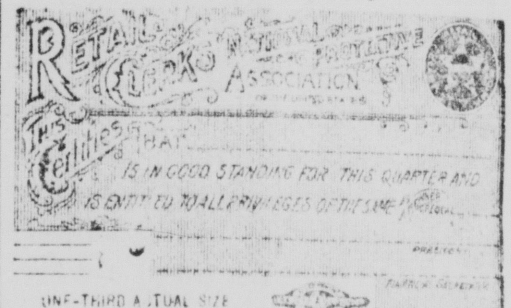 RETAIL
CLERKS NATIONAL PROTECTIVE
ASSOCIATION
THIS
Certifies THAT
IS IN GOOD STANDING FOR THIS QUARTER AND
IS ENTITLED TO ALL PRIVILEGES OF THE SAME
ONE-THIRD ACTUAL SIZE